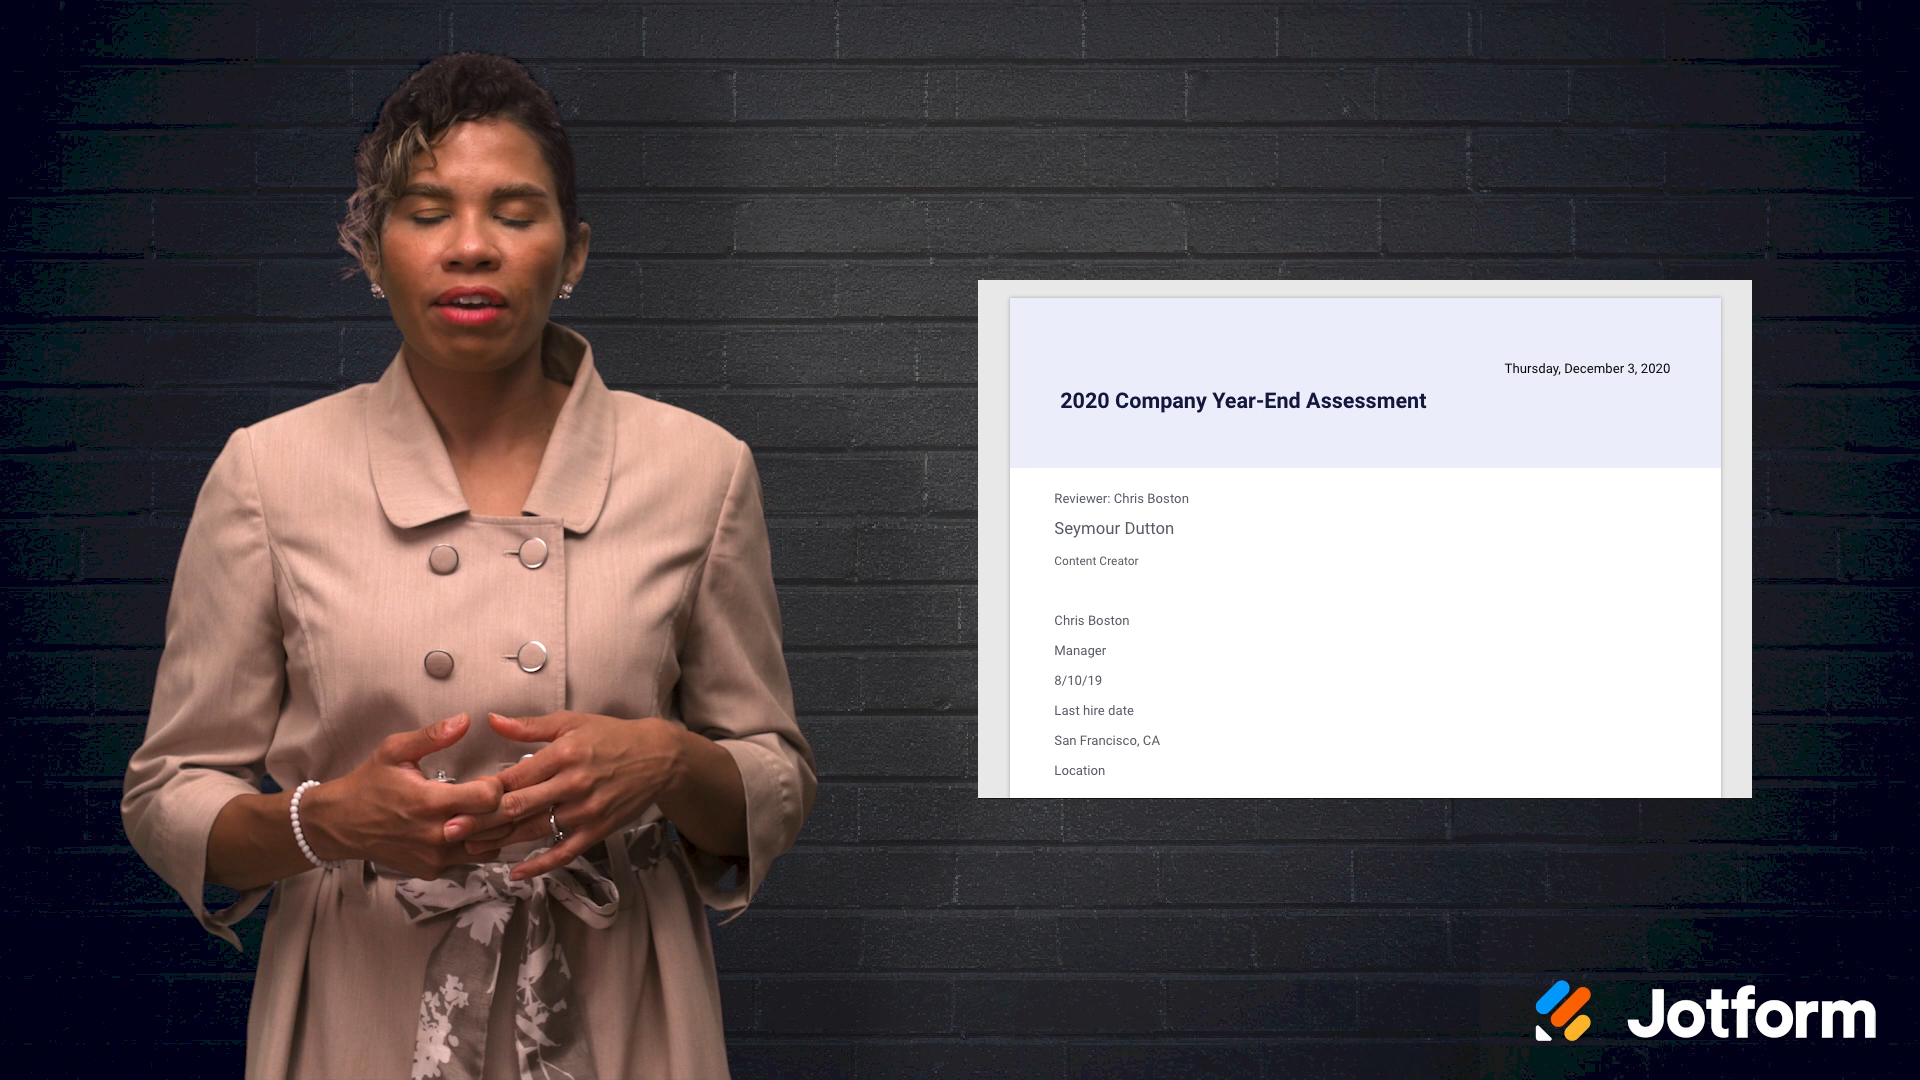 Thursday, December 3, 2020
2020 Company Year-End Assessment
Reviewer: Chris Boston
Seymour Dutton
Content Creator
Chris Boston
Manager
8/10/19
Last hire date
San Francisco, CA
Location
Jotform